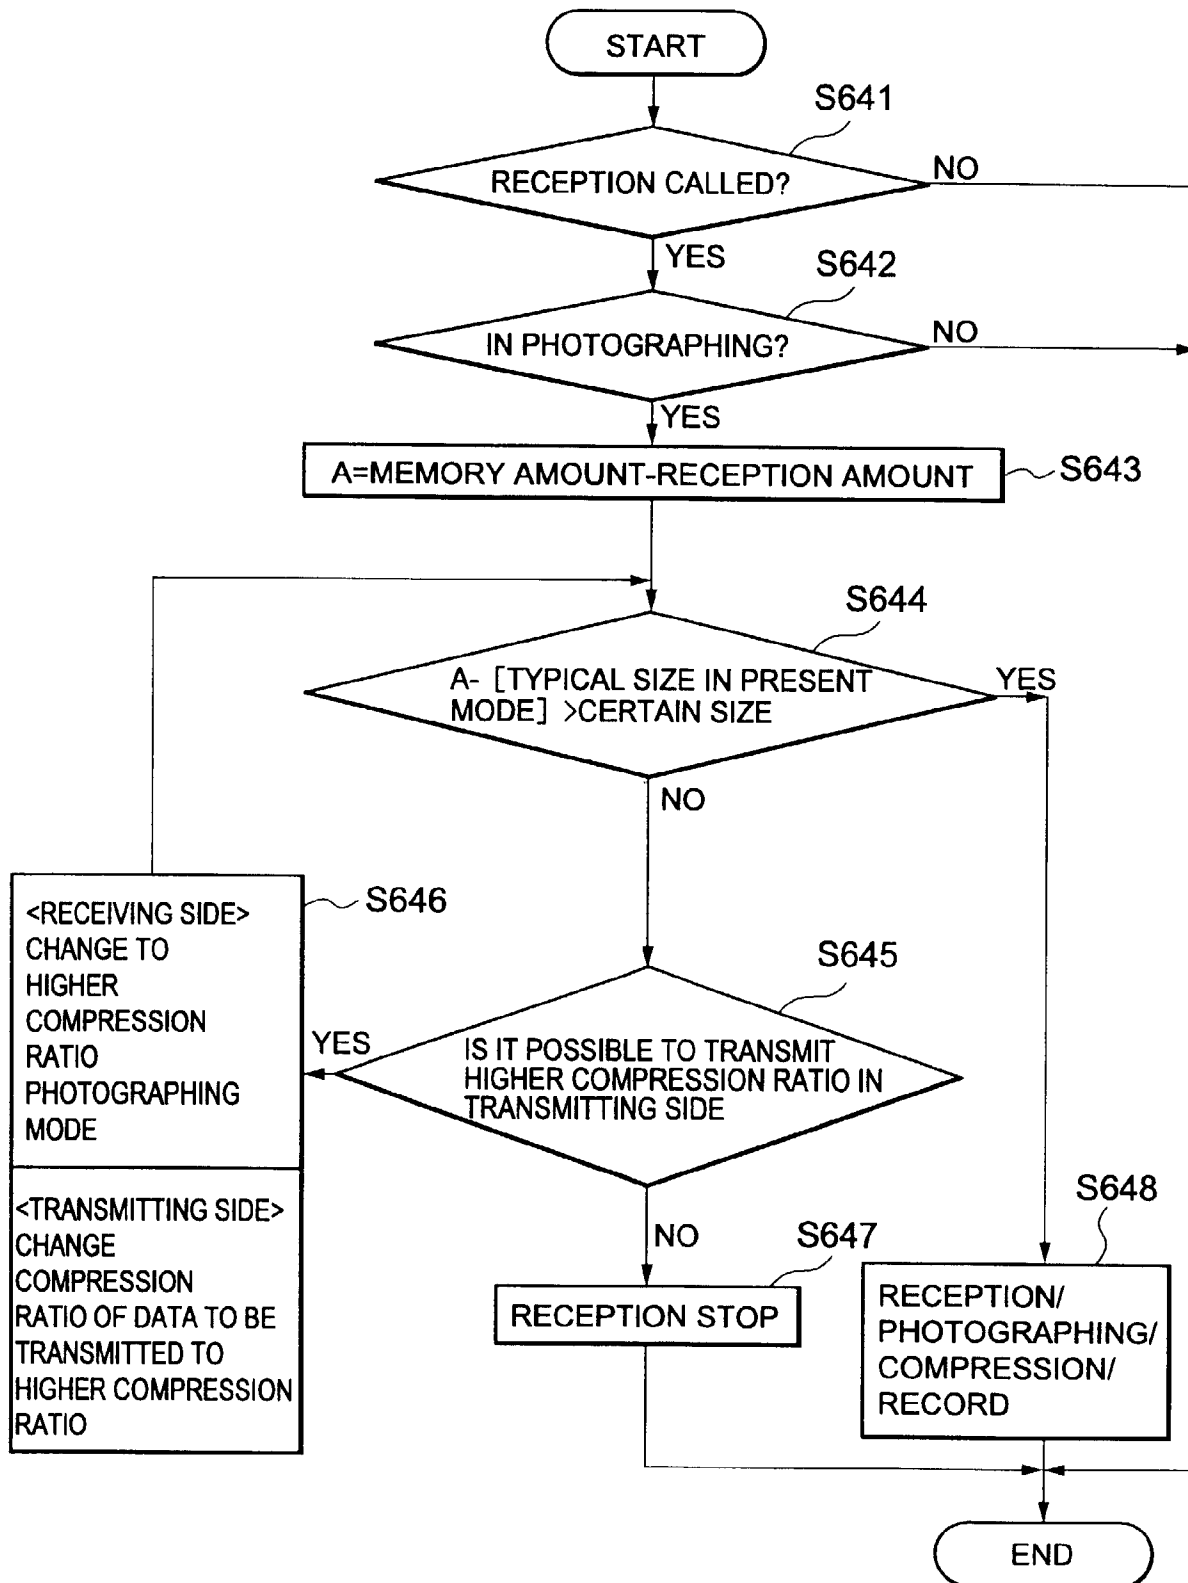 START
S641
RECEPTION CALLED?
NO
YES
S642
IN PHOTOGRAPHING?
NO
YES
A=MEMORY AMOUNT-RECEPTION AMOUNT
S643
S644
A- [TYPICAL SIZE IN PRESENT
MODE] >CERTAIN SIZE
YES
NO
<RECEIVING SIDE>
CHANGE TO
HIGHER
COMPRESSION
RATIO
PHOTOGRAPHING
MODE
S646
S645
YES
IS IT POSSIBLE TO TRANSMIT
HIGHER COMPRESSION RATIO IN
TRANSMITTING SIDE
<TRANSMITTING SIDE>
CHANGE
COMPRESSION
RATIO OF DATA TO BE
TRANSMITTED TO
HIGHER COMPRESSION
RATIO
NO
S647
RECEPTION STOP
S648
RECEPTION/
PHOTOGRAPHING/
COMPRESSION/
RECORD
END